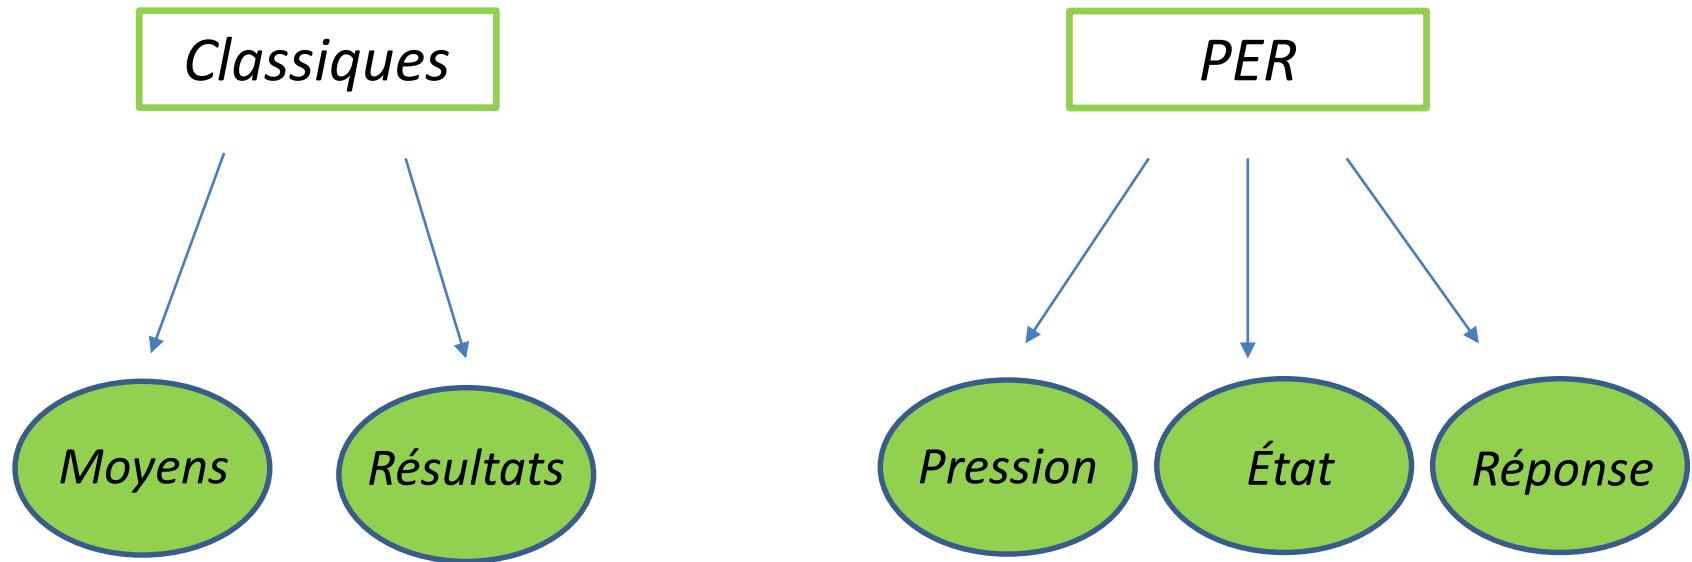 Classiques
PER
Moyens
Résultats
Pression
État
Réponse